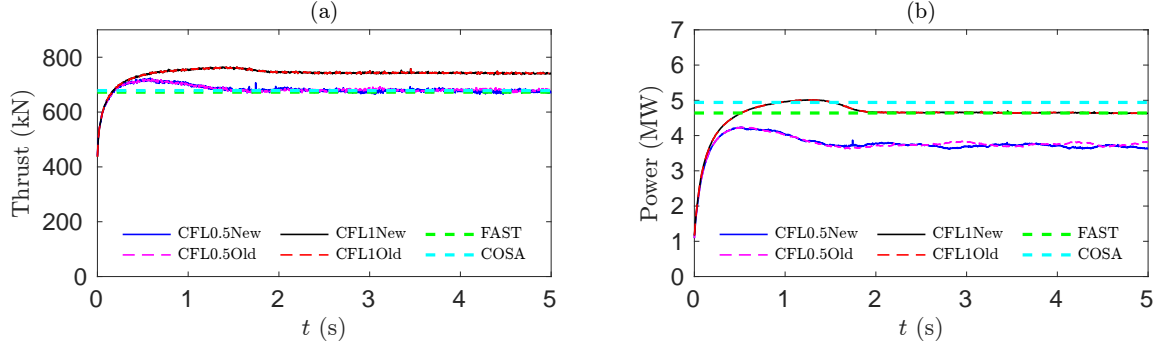 (a)
Thrust (kN)
800
600
400
200
0
CFL0.5New CFL1New FAST
CFL0.5Old CFL1Old COSA
0 1 2 3 4 5
t (s)
(b)
Power (MW)
7
6
5
4
3
2
1
0
CFL0.5New CFL1New FAST
CFL0.5Old CFL1Old COSA
0 1 2 3 4 5
t (s)